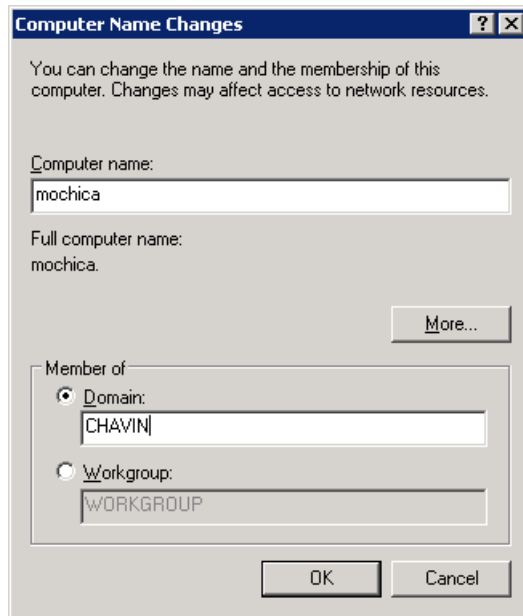 Computer Name Changes
You can change the name and the membership of this
computer. Changes may affect access to network resources.
Computer name:
mochica
Full computer name:
mochica.
More...
Member of
Domain:
CHAVIN
Workgroup:
WORKGROUP
OK Cancel